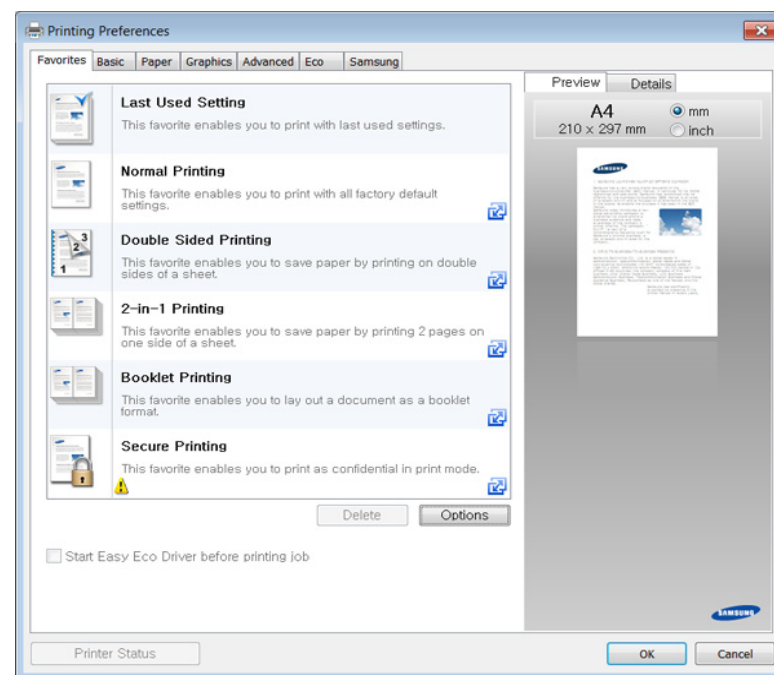 Printing Preferences
Favorites Basic Paper Graphics Advanced Eco Samsung
Last Used Setting
This favorite enables you to print with last used settings.
Normal Printing
This favorite enables you to print with all factory default
settings.
Double Sided Printing
This favorite enables you to save paper by printing on double
sides of a sheet.
2-in-1 Printing
This favorite enables you to save paper by printing 2 pages on
one side of a sheet.
Booklet Printing
This favorite enables you to lay out a document as a booklet
format.
Secure Printing
This favorite enables you to print as confidential in print mode.
Delete Options
Start Easy Eco Driver before printing job
Preview Details
A4
210 x 297 mm
mm
inch
SAMSUNG
SAMSUNG
Printer Status
OK Cancel